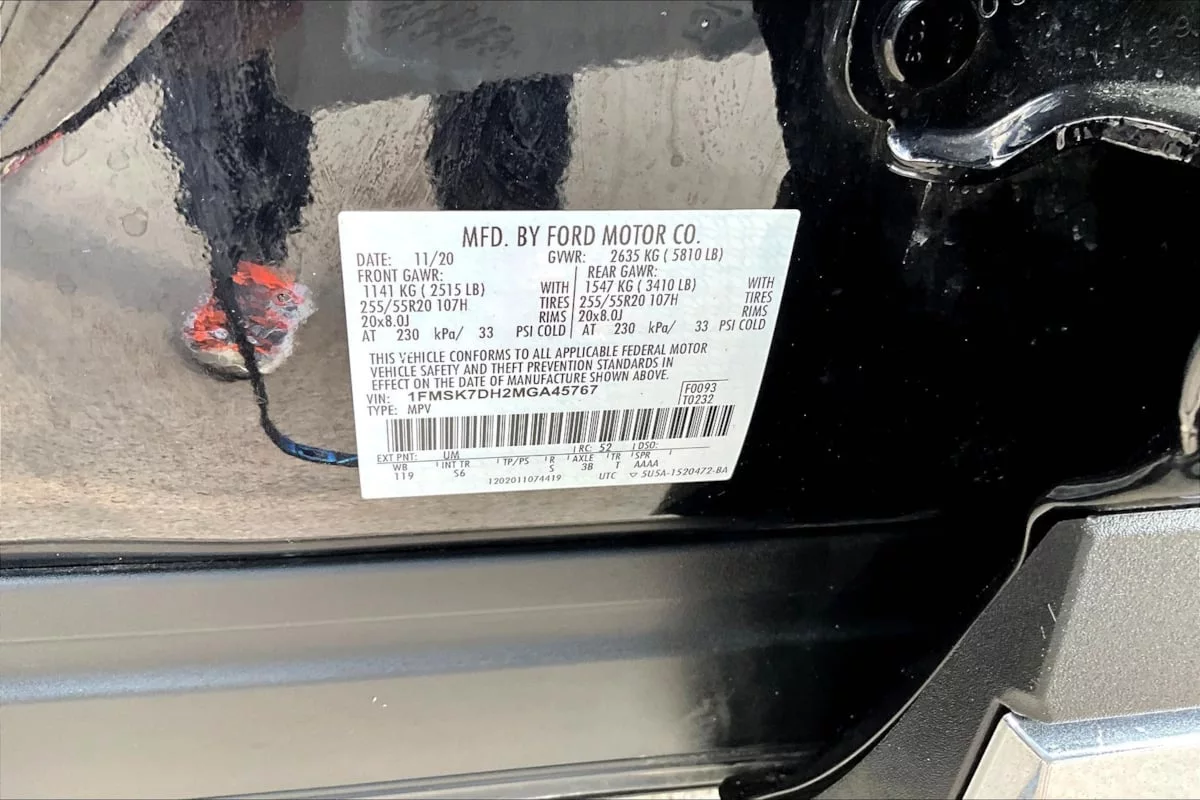 MFD. BY FORD MOTOR CO.
DATE: 11/20 GVWR: 2635 KG ( 5810 LB)
FRONT GAWR: REAR GAWR:
1141 KG ( 2515 LB) WITH 1547 KG ( 3410 LB) WITH
255/55R20 107H TIRES 255/55R20 107H TIRES
20x8.0J RIMS 20x8.0J RIMS
AT 230 kPa/ 33 PSI COLD AT 230 kPa/ 33 PSI COLD
THIS VEHICLE CONFORMS TO ALL APPLICABLE FEDERAL MOTOR
VEHICLE SAFETY AND THEFT PREVENTION STANDARDS IN
EFFECT ON THE DATE OF MANUFACTURE SHOWN ABOVE.
VIN: 1FMSK7DH2MGA45767 F0093
TYPE: MPV T0232
EXT PNT: UM RC: 52 DSO:
WB INT TR TP/PS R AXLE TR SPR
119 S6 S 3B T AAAA
1202011074419 UTC ▽ 5U5A-1520472-BA